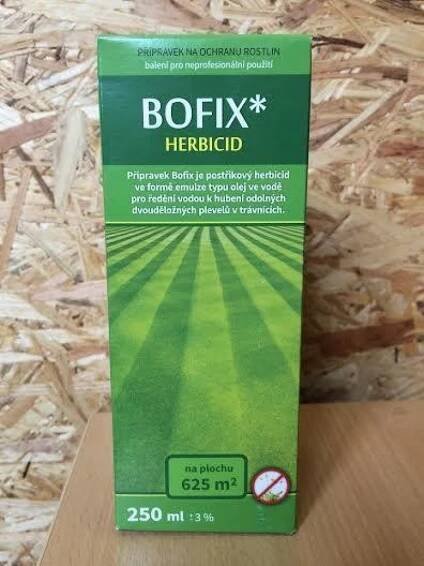 PŘÍPRAVEK NA OCHRANU ROSTLIN
balení pro neprofesionální použití
BOFIX*
HERBICID
Přípravek Bofix je postřikový herbicid
ve formě emulze typu olej ve vodě
pro ředění vodou k hubení odolných
dvouděložných plevelů v trávnících.
na plochu
625 m²
250 ml ±3 %